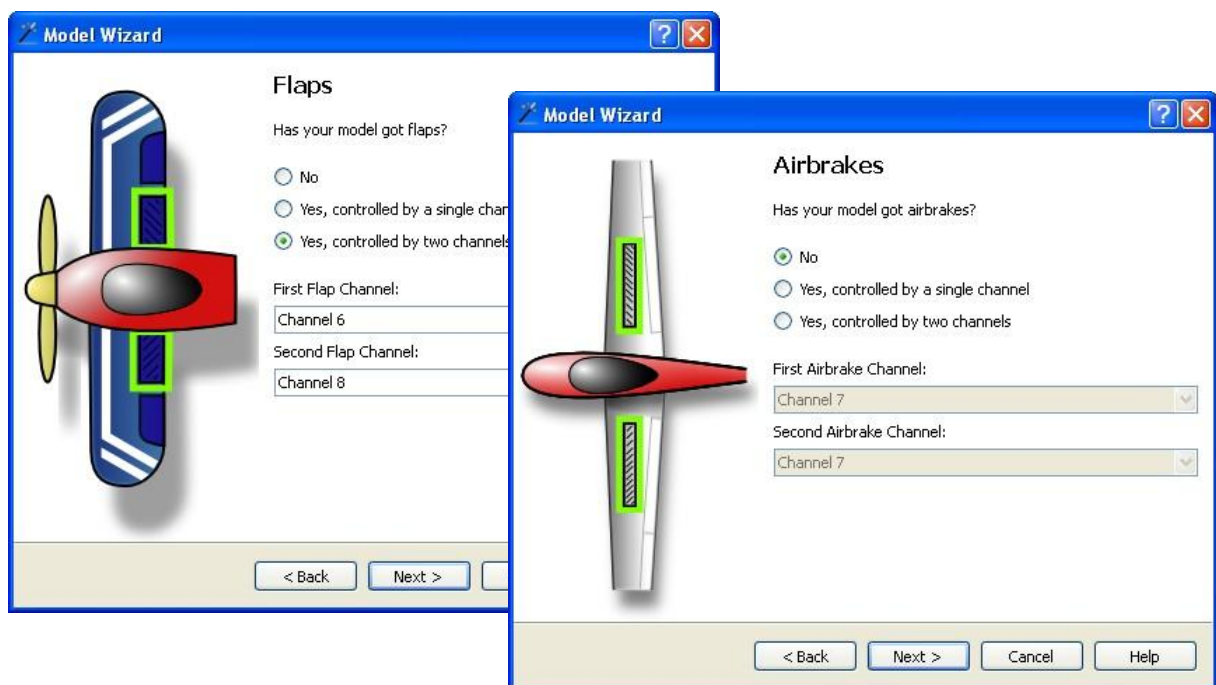 Model Wizard
Flaps
Has your model got flaps?
No
Yes, controlled by a single chan
Yes, controlled by two channels
First Flap Channel:
Channel 6
Second Flap Channel:
Channel 8
< Back Next >
Model Wizard
Airbrakes
Has your model got airbrakes?
No
Yes, controlled by a single channel
Yes, controlled by two channels
First Airbrake Channel:
Channel 7
Second Airbrake Channel:
Channel 7
< Back Next > Cancel Help